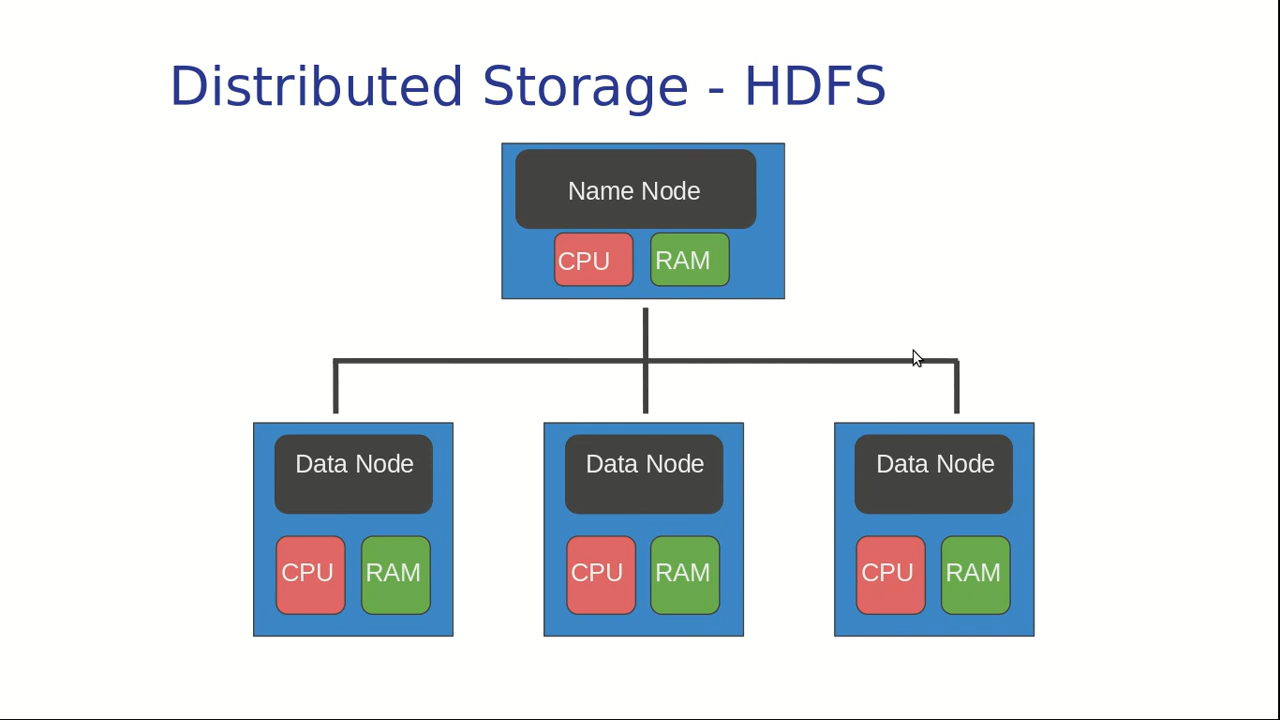 Distributed Storage - HDFS
Name Node
CPU RAM
Data Node Data Node Data Node
CPU RAM CPU RAM CPU RAM